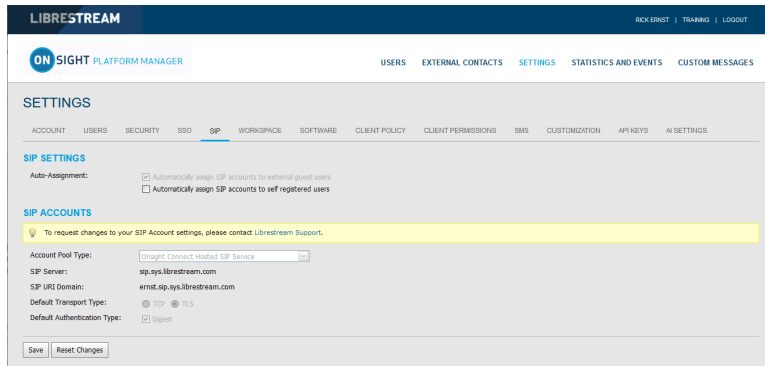 LIBRESTREAM
RICK ERNST | TRAINING | LOGOUT
ON SIGHT PLATFORM MANAGER
USERS EXTERNAL CONTACTS SETTINGS STATISTICS AND EVENTS CUSTOM MESSAGES
SETTINGS
ACCOUNT USERS SECURITY SSO SIP WORKSPACE SOFTWARE CLIENT POLICY CLIENT PERMISSIONS SMS CUSTOMIZATION API KEYS AI SETTINGS
SIP SETTINGS
Auto-Assignment: Automatically assign SIP accounts to external guest users
Automatically assign SIP accounts to self registered users
SIP ACCOUNTS
To request changes to your SIP Account settings, please contact Librestream Support.
Account Pool Type: Onsight Connect Hosted SIP Service
SIP Server: sip.sys.librestream.com
SIP URI Domain: ernst.sip.sys.librestream.com
Default Transport Type: TCP TLS
Default Authentication Type: Digest
Save Reset Changes